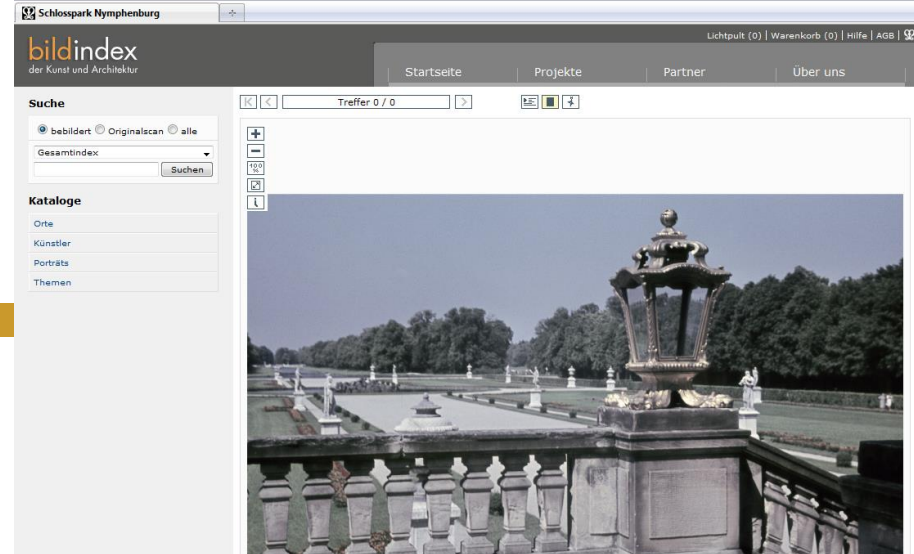 Schlosspark Nymphenburg
Lichtpult (0) | Warenkorb (0) | Hilfe | AGB |
bildindex
der Kunst und Architektur
Startseite
Projekte
Partner
Über uns
Suche
Treffer 0 / 0
bebildert Originalscan alle
Gesamtindex
Suchen
100 %
i
Kataloge
Orte
Künstler
Porträts
Themen